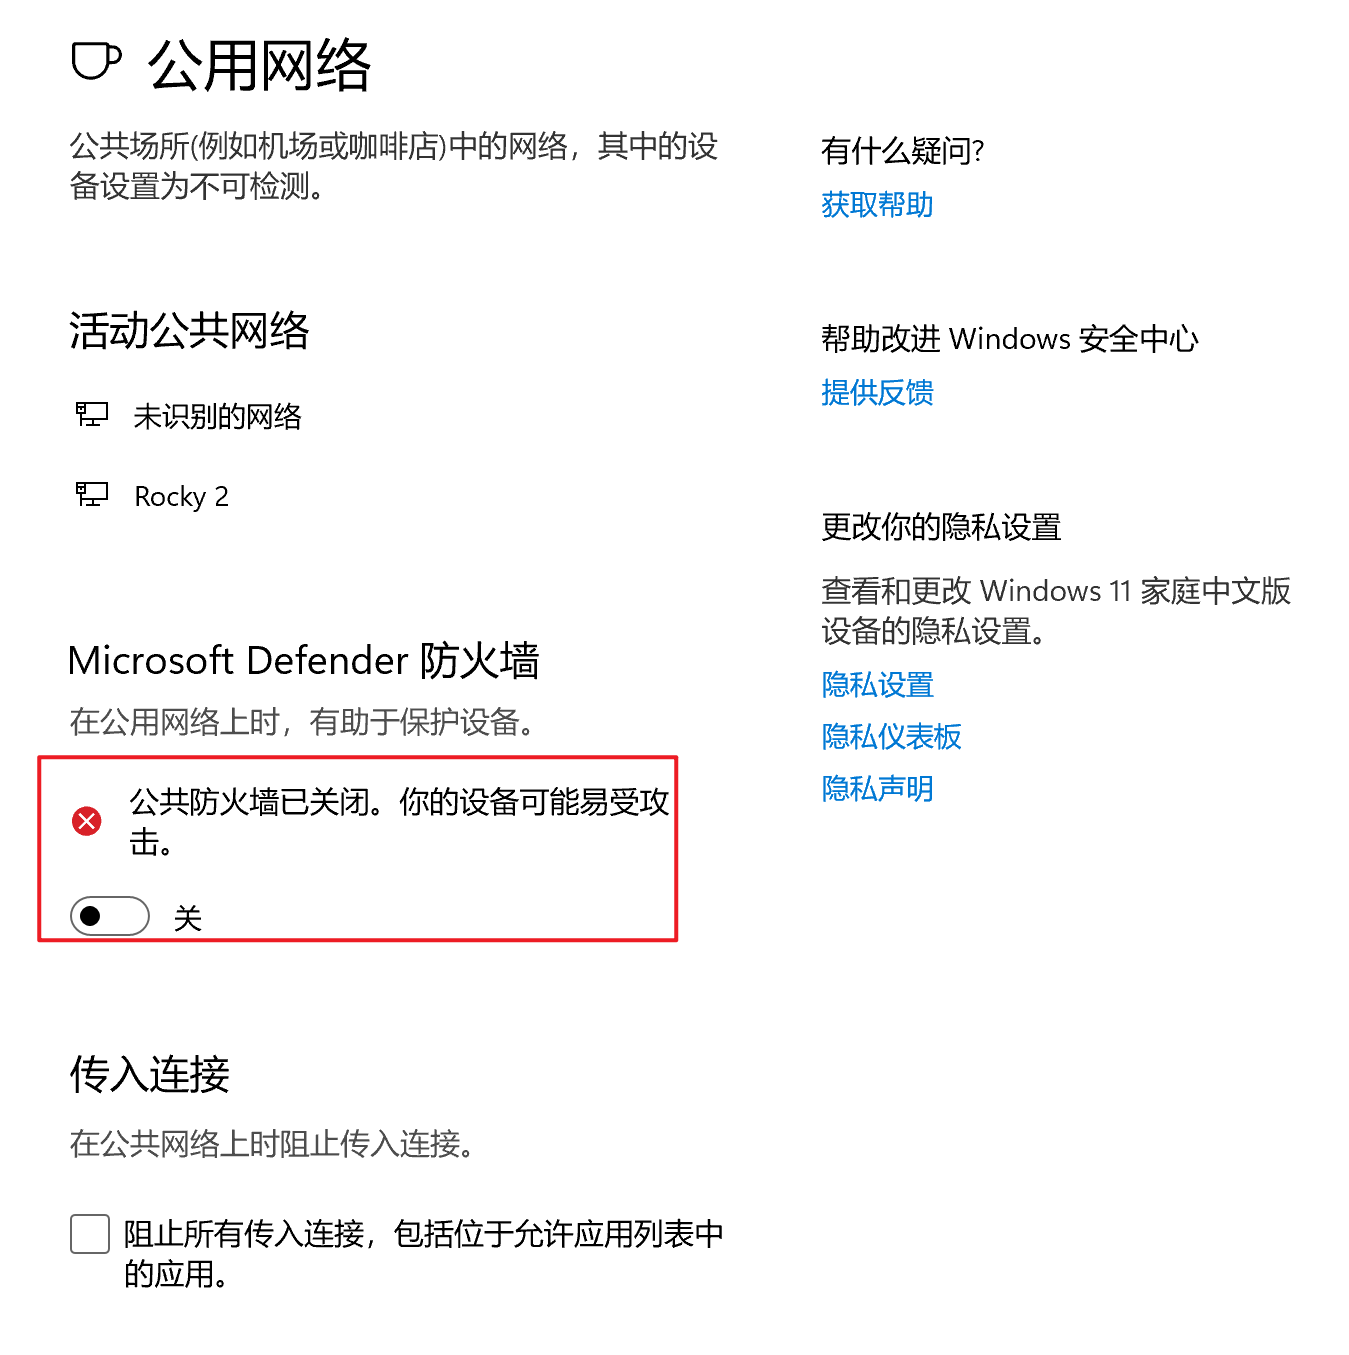 公用网络
公共场所(例如机场或咖啡店)中的网络，其中的设
备设置为不可检测。
活动公共网络
未识别的网络
Rocky 2
Microsoft Defender 防火墙
在公用网络上时，有助于保护设备。
公共防火墙已关闭。你的设备可能易受攻
击。
关
传入连接
在公共网络上时阻止传入连接。
阻止所有传入连接，包括位于允许应用列表中
的应用。
有什么疑问?
获取帮助
帮助改进 Windows 安全中心
提供反馈
更改你的隐私设置
查看和更改 Windows 11 家庭中文版
设备的隐私设置。
隐私设置
隐私仪表板
隐私声明